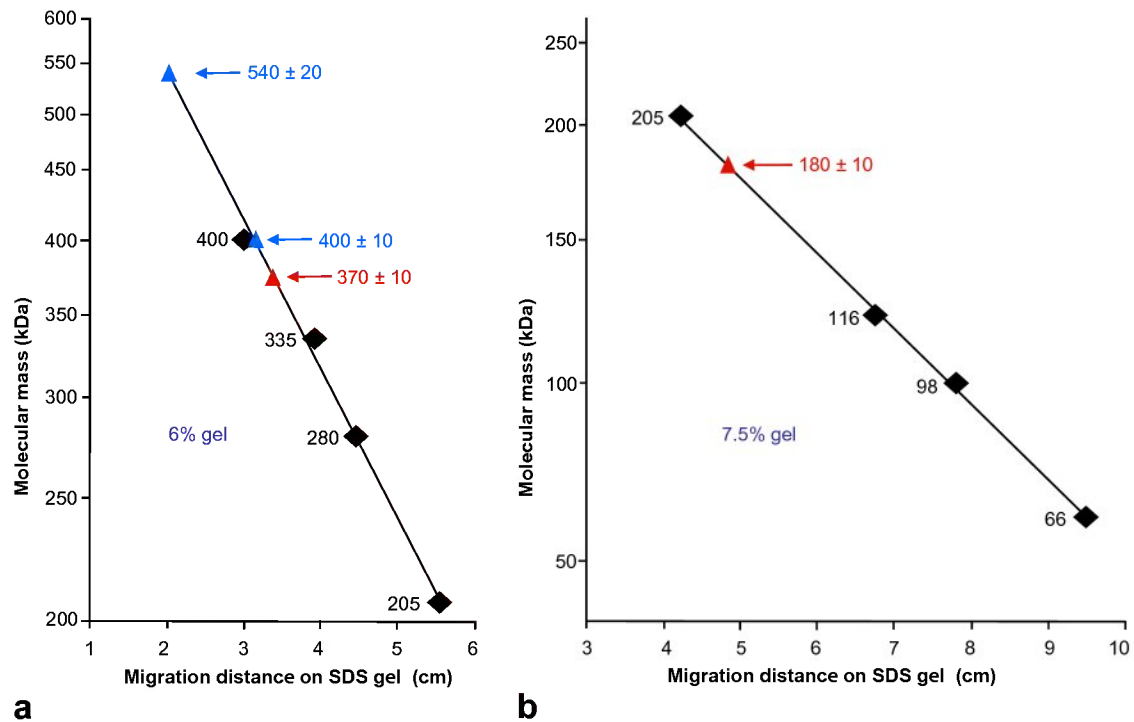 600
550
540 ± 20
500
450
400
400
400 ± 10
370 ± 10
350
335
300
6% gel
280
250
205
200
1 2 3 4 5 6
Molecular mass (kDa)
Migration distance on SDS gel (cm)
a
250
205
200
180 ± 10
150
116
100
98
7.5% gel
66
50
3 4 5 6 7 8 9 10
Molecular mass (kDa)
Migration distance on SDS gel (cm)
b